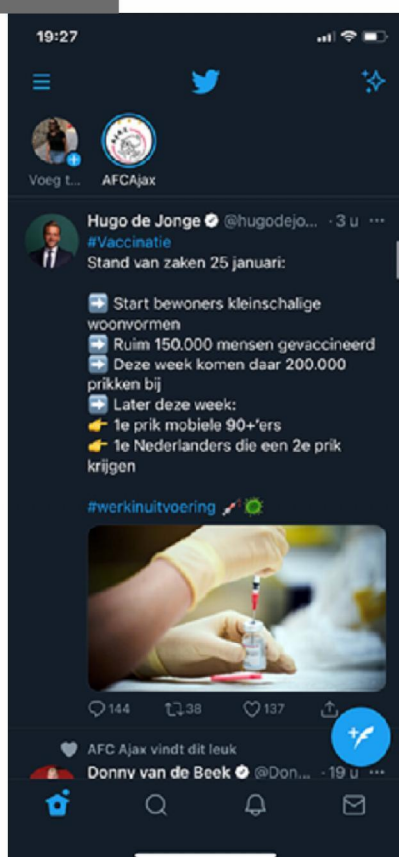 19:27
Voeg t...
AFCAjax
Hugo de Jonge @hugodejo... · 3 u
#Vaccinatie
Stand van zaken 25 januari:
➡️ Start bewoners kleinschalige
woonvormen
➡️ Ruim 150.000 mensen gevaccineerd
➡️ Deze week komen daar 200.000
prikken bij
➡️ Later deze week:
👉 1e prik mobiele 90+'ers
👉 1e Nederlanders die een 2e prik
krijgen
#werkinuitvoering
144 38 137
AFC Ajax vindt dit leuk
Donny van de Beek @Don... · 19 u